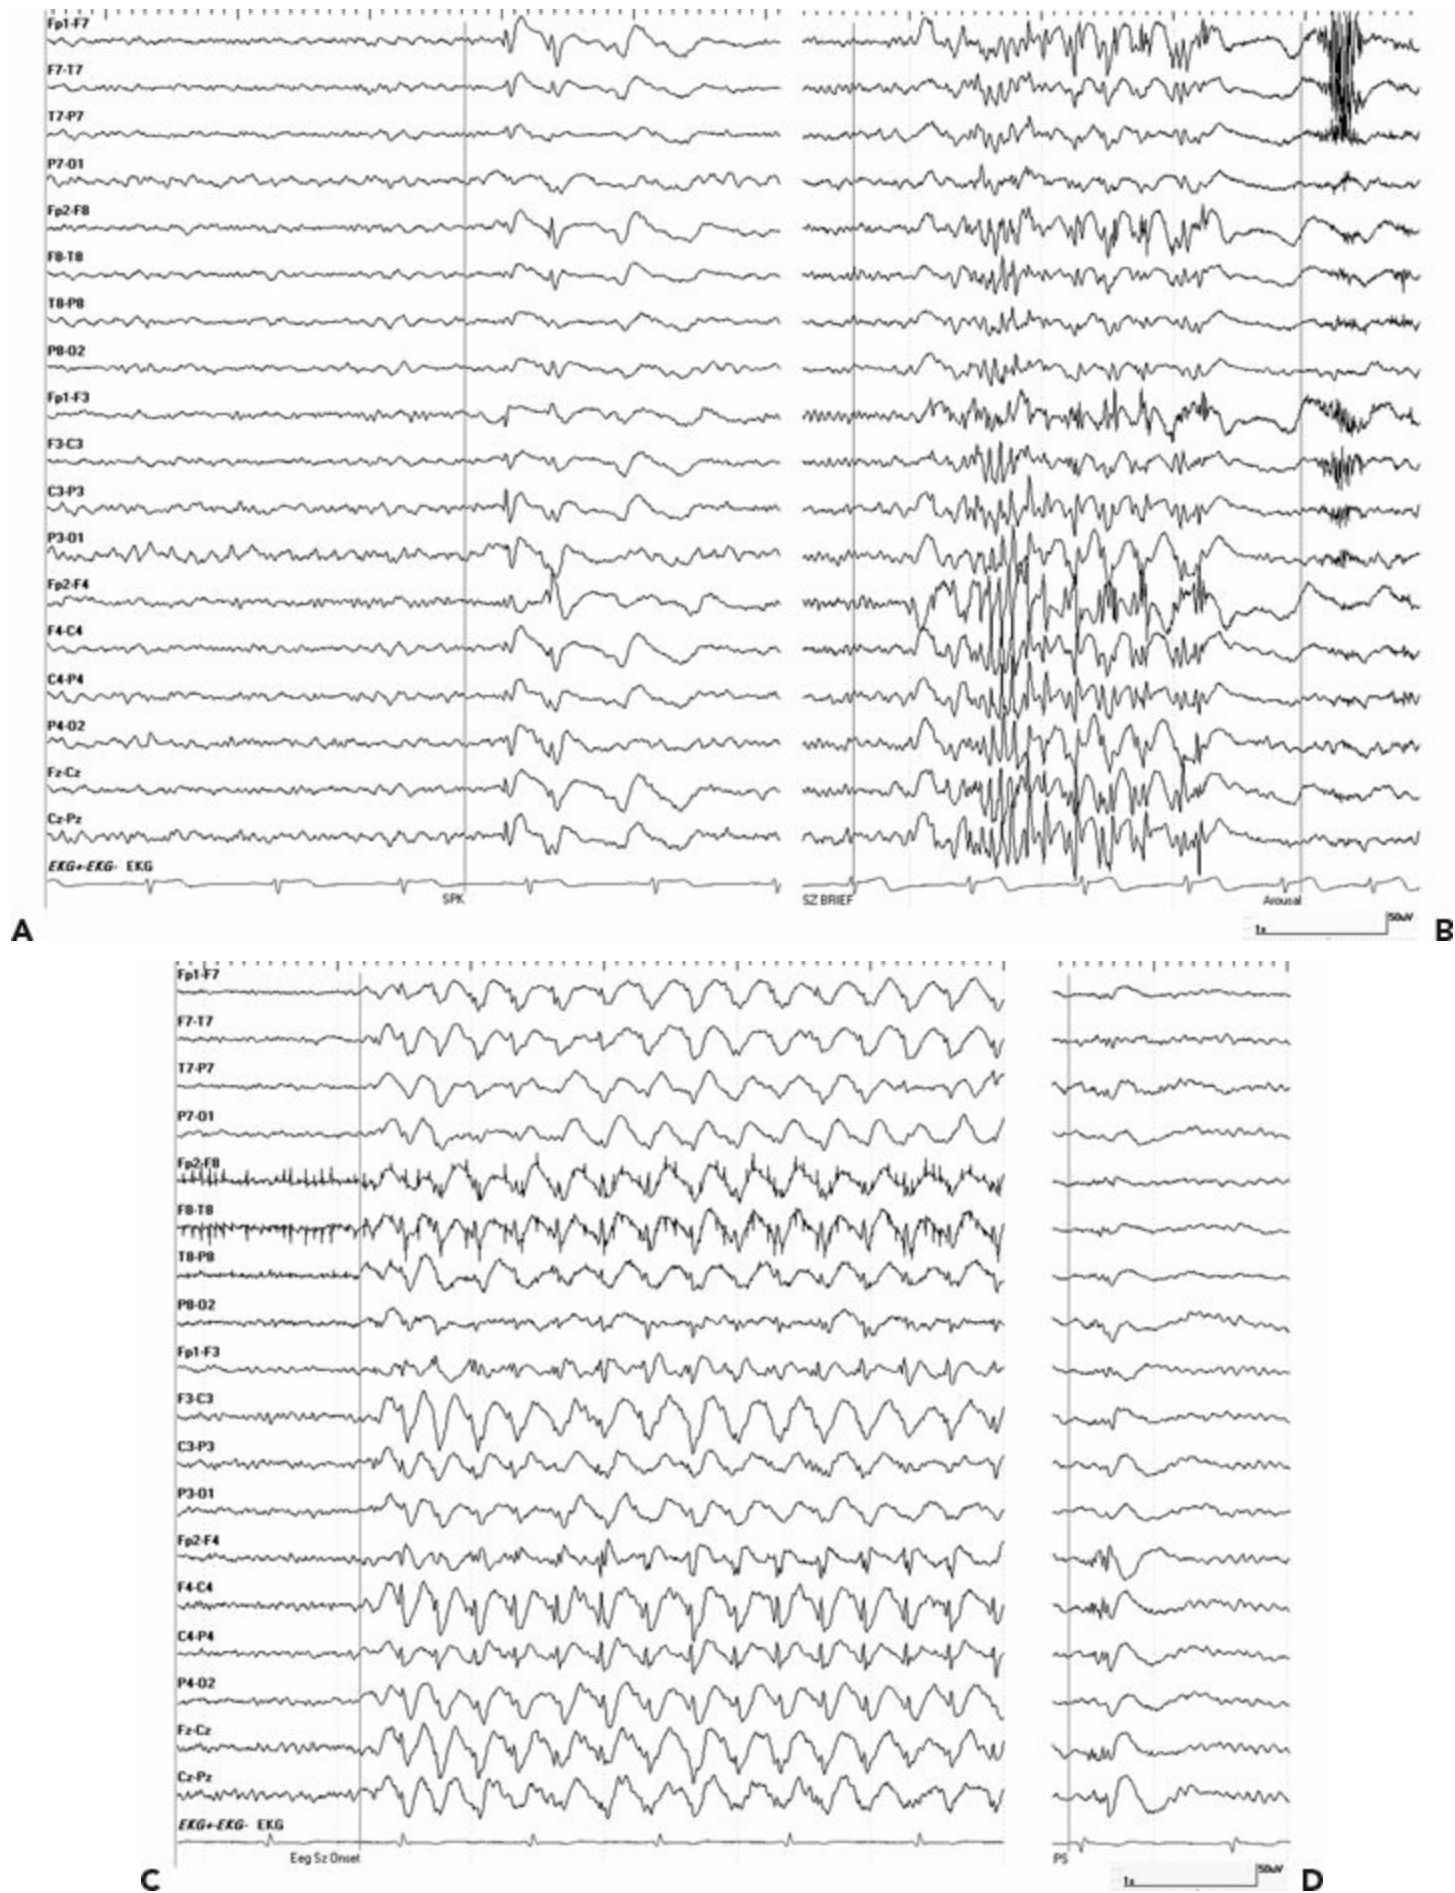 Fp1-F7
F7-T7
T7-P7
P7-O1
Fp2-F8
F8-T8
T8-P8
P8-O2
Fp1-F3
F3-C3
C3-P3
P3-O1
Fp2-F4
F4-C4
C4-P4
P4-O2
Fz-Cz
Cz-Pz
EKG+-EKG- EKG
SPK
SZ BRIEF
Arousal
1s
50uV
A
B
Fp1-F7
F7-T7
T7-P7
P7-O1
Fp2-F8
F8-T8
T8-P8
P8-O2
Fp1-F3
F3-C3
C3-P3
P3-O1
Fp2-F4
F4-C4
C4-P4
P4-O2
Fz-Cz
Cz-Pz
EKG+-EKG- EKG
Eeg Sz Onset
PS
1s
50uV
C
D